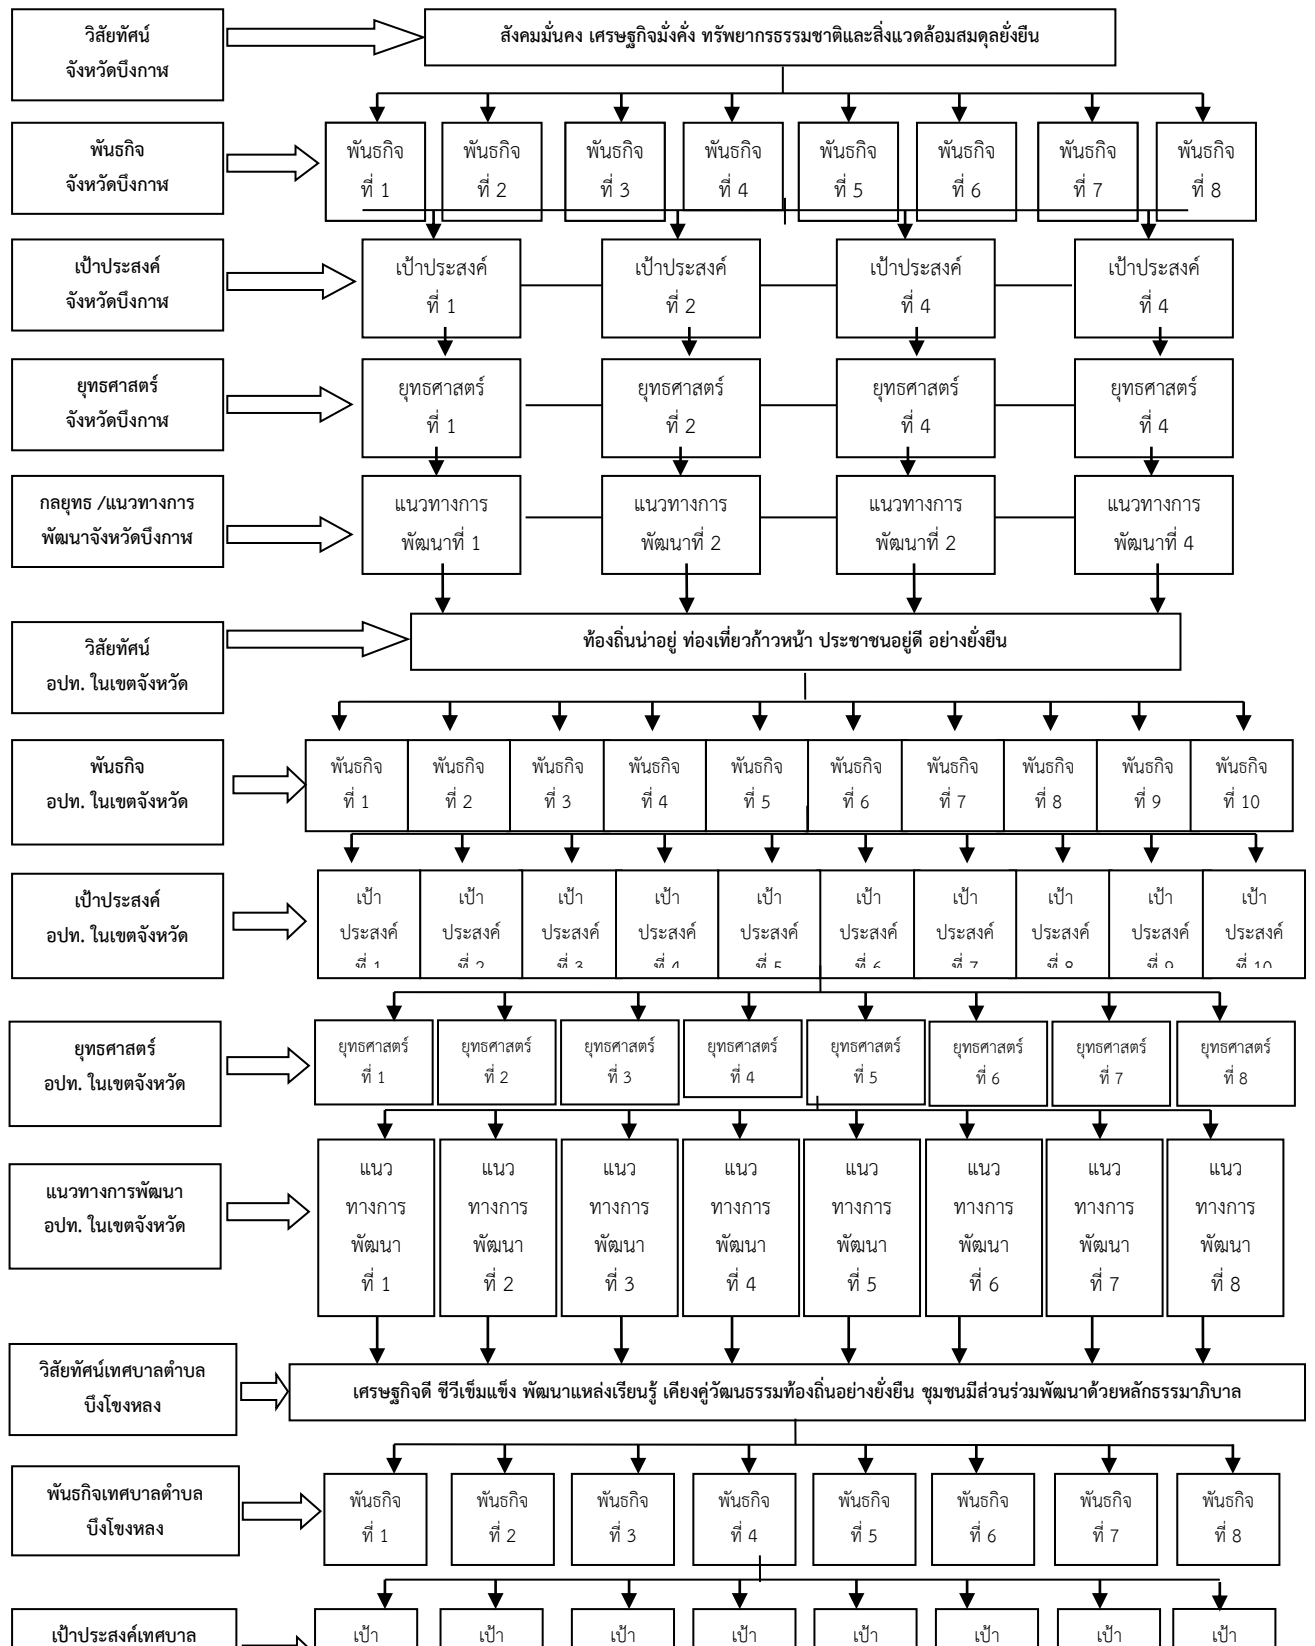 วิสัยทัศน์
จังหวัดบึงกาฬ
สังคมมั่นคง เศรษฐกิจมั่งคั่ง ทรัพยากรธรรมชาติและสิ่งแวดล้อมสมดุลยั่งยืน
พันธกิจ
จังหวัดบึงกาฬ
พันธกิจ
ที่ 1
พันธกิจ
ที่ 2
พันธกิจ
ที่ 3
พันธกิจ
ที่ 4
พันธกิจ
ที่ 5
พันธกิจ
ที่ 6
พันธกิจ
ที่ 7
พันธกิจ
ที่ 8
เป้าประสงค์
จังหวัดบึงกาฬ
เป้าประสงค์
ที่ 1
เป้าประสงค์
ที่ 2
เป้าประสงค์
ที่ 4
เป้าประสงค์
ที่ 4
ยุทธศาสตร์
จังหวัดบึงกาฬ
ยุทธศาสตร์
ที่ 1
ยุทธศาสตร์
ที่ 2
ยุทธศาสตร์
ที่ 4
ยุทธศาสตร์
ที่ 4
กลยุทธ /แนวทางการ
พัฒนาจังหวัดบึงกาฬ
แนวทางการ
พัฒนาที่ 1
แนวทางการ
พัฒนาที่ 2
แนวทางการ
พัฒนาที่ 2
แนวทางการ
พัฒนาที่ 4
วิสัยทัศน์
อปท. ในเขตจังหวัด
ท้องถิ่นน่าอยู่ ท่องเที่ยวก้าวหน้า ประชาชนอยู่ดี อย่างยั่งยืน
พันธกิจ
อปท. ในเขตจังหวัด
พันธกิจ
ที่ 1
พันธกิจ
ที่ 2
พันธกิจ
ที่ 3
พันธกิจ
ที่ 4
พันธกิจ
ที่ 5
พันธกิจ
ที่ 6
พันธกิจ
ที่ 7
พันธกิจ
ที่ 8
พันธกิจ
ที่ 9
พันธกิจ
ที่ 10
เป้าประสงค์
อปท. ในเขตจังหวัด
เป้า
ประสงค์
ที่ 1
เป้า
ประสงค์
ที่ 2
เป้า
ประสงค์
ที่ 3
เป้า
ประสงค์
ที่ 4
เป้า
ประสงค์
ที่ 5
เป้า
ประสงค์
ที่ 6
เป้า
ประสงค์
ที่ 7
เป้า
ประสงค์
ที่ 8
เป้า
ประสงค์
ที่ 9
เป้า
ประสงค์
ที่ 10
ยุทธศาสตร์
อปท. ในเขตจังหวัด
ยุทธศาสตร์
ที่ 1
ยุทธศาสตร์
ที่ 2
ยุทธศาสตร์
ที่ 3
ยุทธศาสตร์
ที่ 4
ยุทธศาสตร์
ที่ 5
ยุทธศาสตร์
ที่ 6
ยุทธศาสตร์
ที่ 7
ยุทธศาสตร์
ที่ 8
แนวทางการพัฒนา
อปท. ในเขตจังหวัด
แนว
ทางการ
พัฒนา
ที่ 1
แนว
ทางการ
พัฒนา
ที่ 2
แนว
ทางการ
พัฒนา
ที่ 3
แนว
ทางการ
พัฒนา
ที่ 4
แนว
ทางการ
พัฒนา
ที่ 5
แนว
ทางการ
พัฒนา
ที่ 6
แนว
ทางการ
พัฒนา
ที่ 7
แนว
ทางการ
พัฒนา
ที่ 8
วิสัยทัศน์เทศบาลตำบล
บึงโขงหลง
เศรษฐกิจดี ชีวีเข็มแข็ง พัฒนาแหล่งเรียนรู้ เคียงคู่วัฒนธรรมท้องถิ่นอย่างยั่งยืน ชุมชนมีส่วนร่วมพัฒนาด้วยหลักธรรมาภิบาล
พันธกิจเทศบาลตำบล
บึงโขงหลง
พันธกิจ
ที่ 1
พันธกิจ
ที่ 2
พันธกิจ
ที่ 3
พันธกิจ
ที่ 4
พันธกิจ
ที่ 5
พันธกิจ
ที่ 6
พันธกิจ
ที่ 7
พันธกิจ
ที่ 8
เป้าประสงค์เทศบาล
เป้า
เป้า
เป้า
เป้า
เป้า
เป้า
เป้า
เป้า